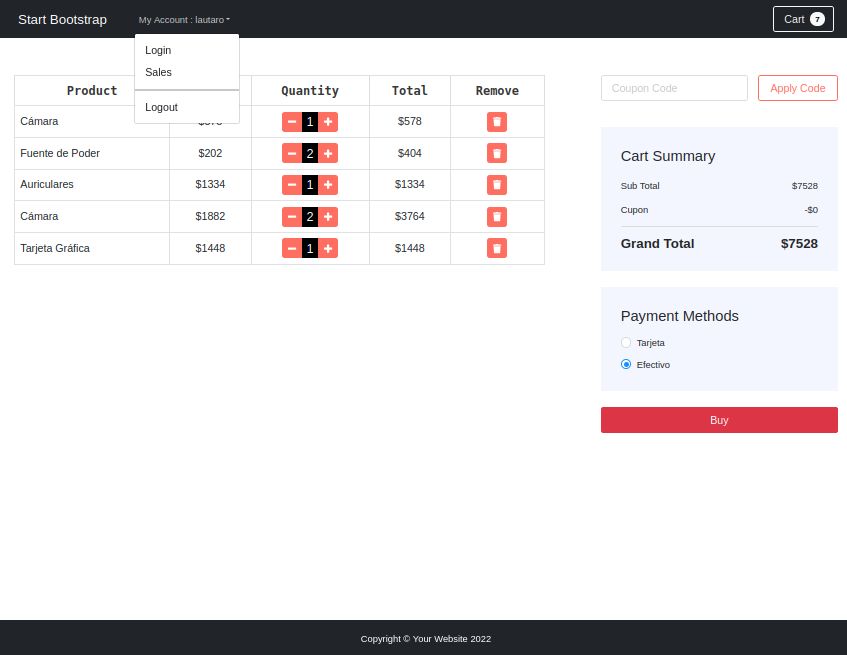 Start Bootstrap My Account : lautaro Cart 7
Login
Sales
Logout
Product Quantity Total Remove
Cámara 1 $578
Fuente de Poder $202 2 $404
Auriculares $1334 1 $1334
Cámara $1882 2 $3764
Tarjeta Gráfica $1448 1 $1448
Coupon Code Apply Code
Cart Summary
Sub Total $7528
Cupon -$0
Grand Total $7528
Payment Methods
Tarjeta
Efectivo
Buy
Copyright © Your Website 2022